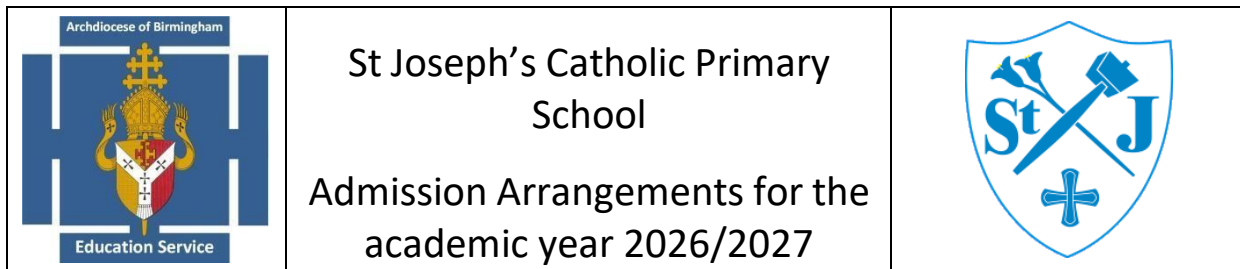 Archdiocese of Birmingham
Education Service
St Joseph’s Catholic Primary
School
Admission Arrangements for the
academic year 2026/2027
St J